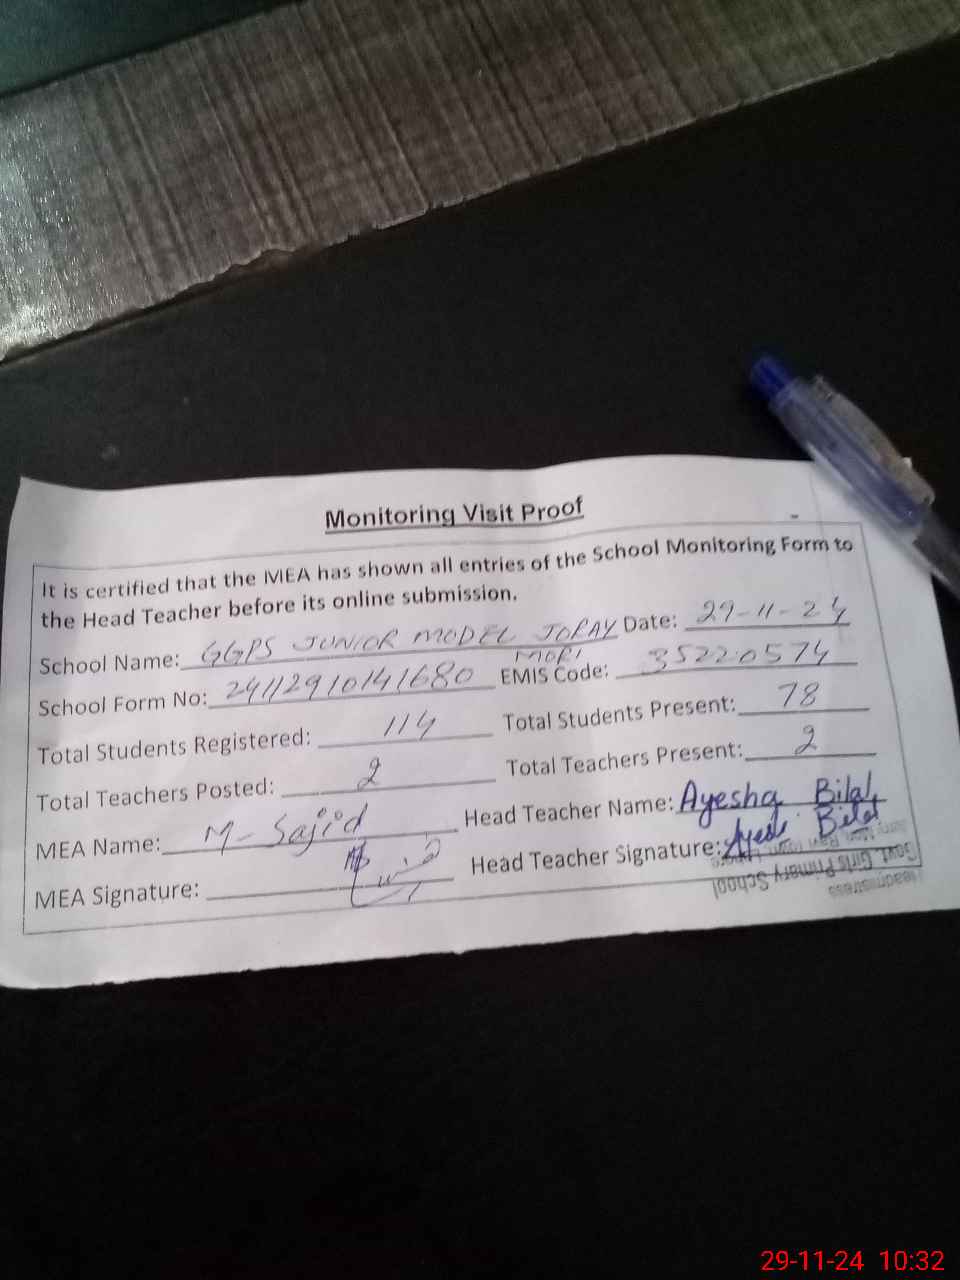 Monitoring Visit Proof
It is certified that the MEA has shown all entries of the School Monitoring Form to
the Head Teacher before its online submission.
School Name: GGPS JUNIOR MODEL JORAY Date: 29-11-24
MORI
School Form No: 24112910141680 EMIS Code: 35220574
Total Students Registered: 114 Total Students Present: 78
Total Teachers Posted: 2 Total Teachers Present: 2
MEA Name: M-Sajid Head Teacher Name: Ayesha Bilal
MEA Signature: Head Teacher Signature: Bilal
Headmistress
Govt. Girls Primary School
29-11-24 10:32